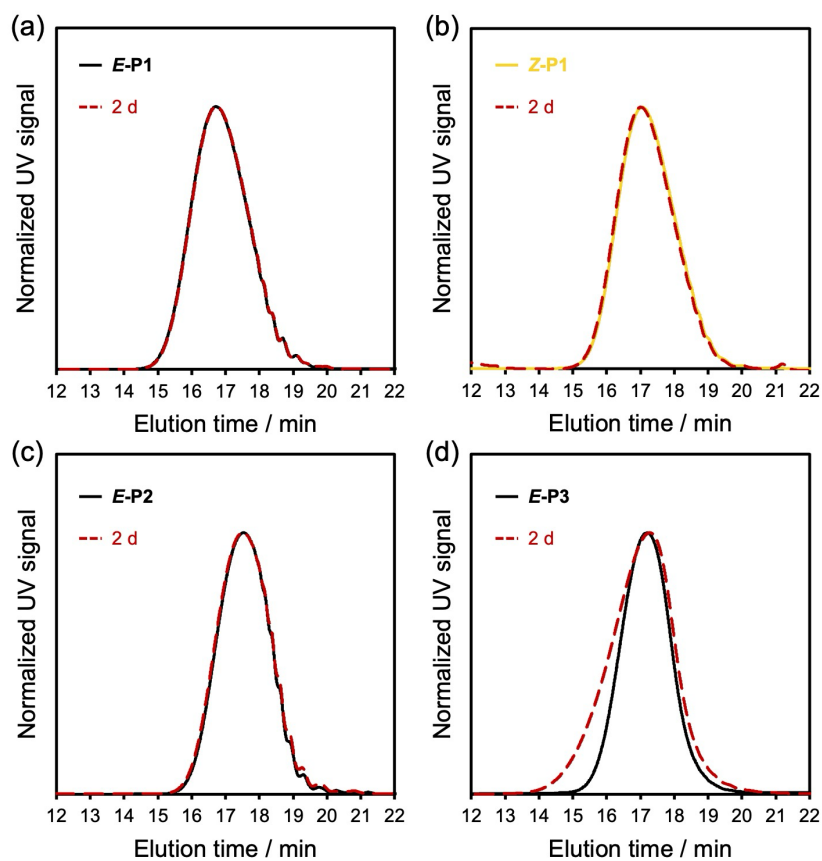 (a)
E-P1
2 d
Normalized UV signal
12 13 14 15 16 17 18 19 20 21 22
Elution time / min
(b)
Z-P1
2 d
Normalized UV signal
12 13 14 15 16 17 18 19 20 21 22
Elution time / min
(c)
E-P2
2 d
Normalized UV signal
12 13 14 15 16 17 18 19 20 21 22
Elution time / min
(d)
E-P3
2 d
Normalized UV signal
12 13 14 15 16 17 18 19 20 21 22
Elution time / min